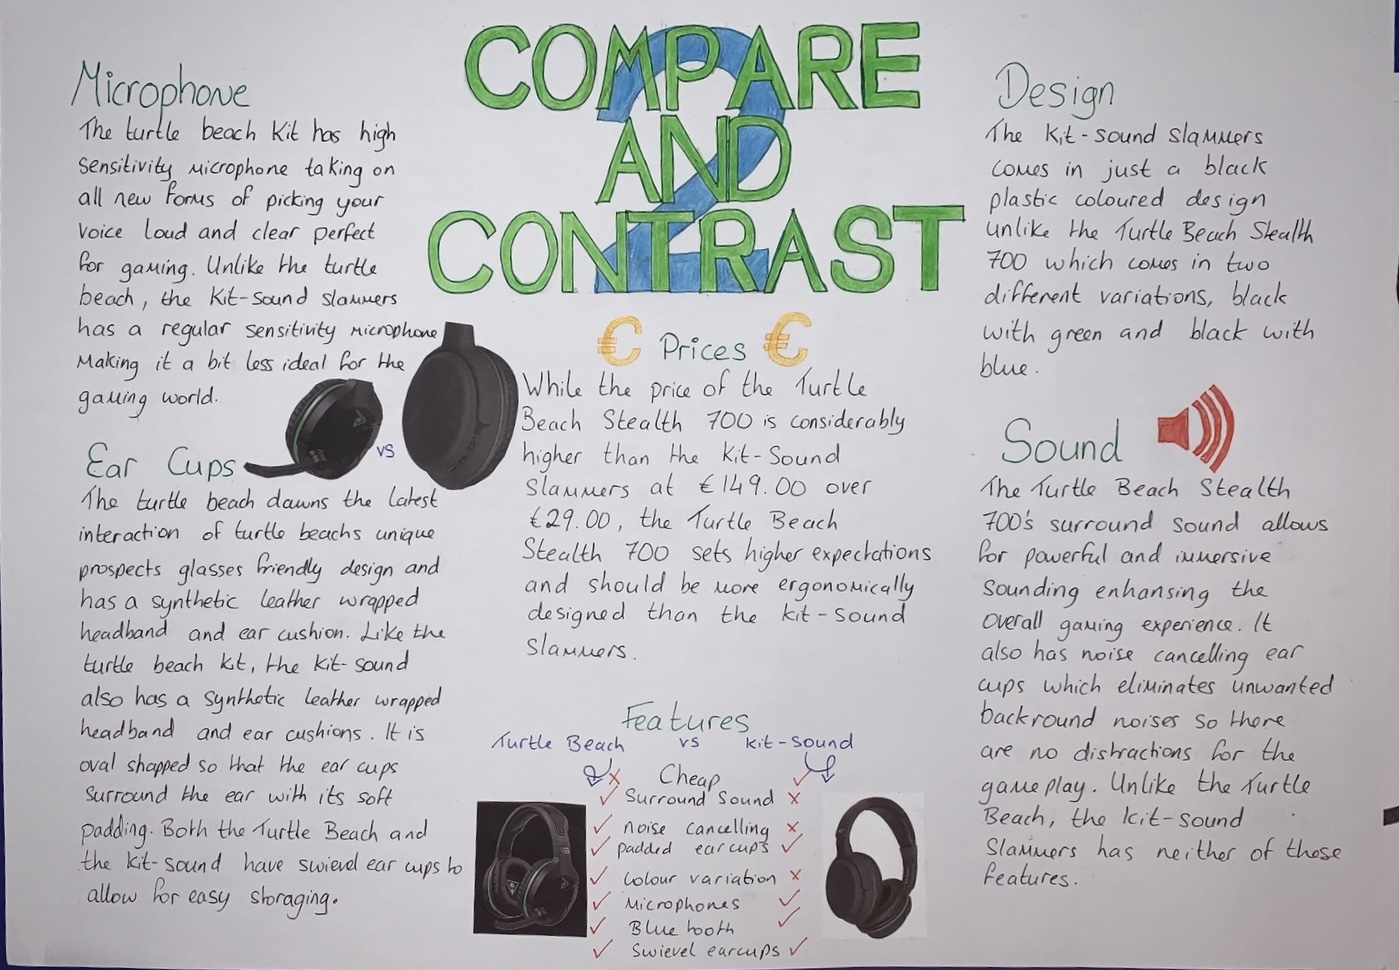 COMPARE
2
AND
CONTRAST
Microphone
The turtle beach Kit has high
sensitivity microphone taking on
all new forms of picking your
voice loud and clear perfect
for gaming. Unlike the turtle
beach, the Kit-Sound slammers
has a regular sensitivity microphone
Making it a bit less ideal for the
gaming world.
VS
Ear Cups
The turtle beach dawns the latest
interaction of turtle beachs unique
prospects glasses friendly design and
has a synthetic leather wrapped
headband and ear cushion. Like the
turtle beach kit, the kit-sound
also has a synthetic leather wrapped
headband and ear cushions. It is
oval shapped so that the ear cups
surround the ear with its soft
padding. Both the Turtle Beach and
the kit-sound have swievel ear cups to
allow for easy storaging.
€ Prices €
While the price of the Turtle
Beach Stealth 700 is considerably
higher than the Kit-Sound
Slammers at €149.00 over
€29.00, the Turtle Beach
Stealth 700 sets higher expectations
and should be more ergonomically
designed than the kit-Sound
Slammers.
Features
Turtle Beach vs kit-Sound
Cheap
Surround Sound
noise cancelling
padded earcups
Colour variation
Microphones
Bluetooth
Swievel earcups
Design
The Kit-sound slammers
comes in just a black
plastic coloured design
unlike the Turtle Beach Stealth
700 which comes in two
different variations, black
with green and black with
blue.
Sound
The Turtle Beach Stealth
700's surround sound allows
for powerful and immersive
sounding enhansing the
overall gaming experience. It
also has noise cancelling ear
cups which eliminates unwanted
backround noises so there
are no distractions for the
gameplay. Unlike the Turtle
Beach, the kit-sound
Slammers has neither of these
features.